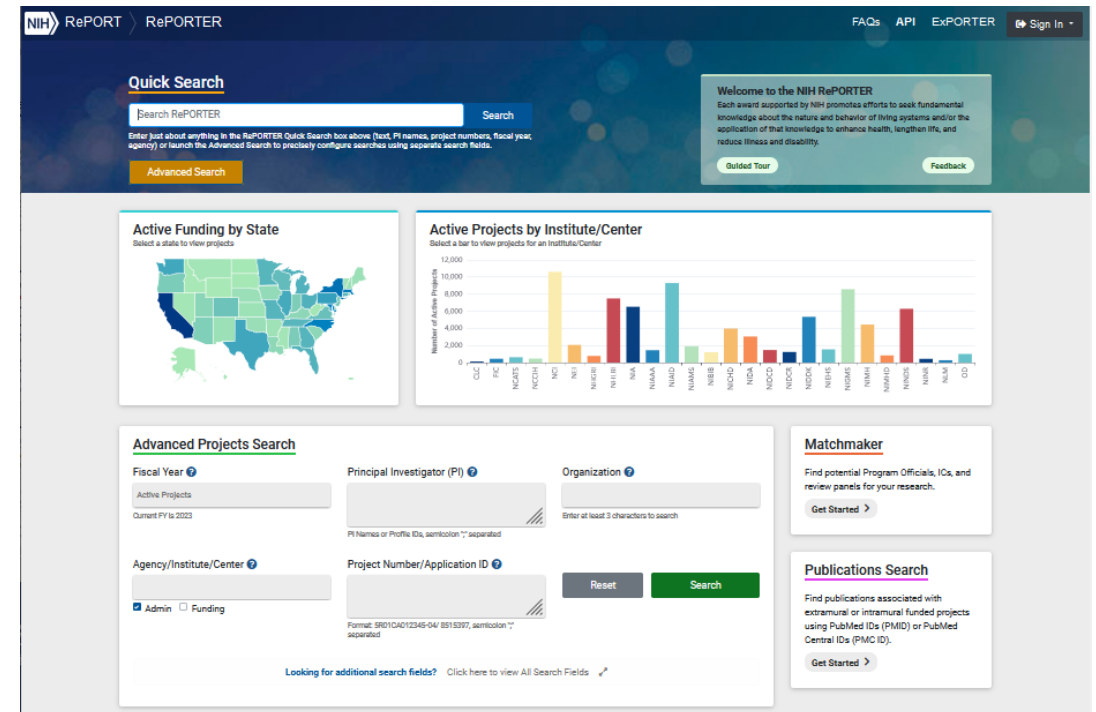 NIH RePORT RePORTER FAQs API ExPORTER Sign In
Quick Search
Search RePORTER Search
Enter just about anything in the RePORTER Quick Search box above (text, PI names, project numbers, fiscal year,
agency) or launch the Advanced Search to precisely configure searches using separate search fields.
Advanced Search
Welcome to the NIH RePORTER
Each award supported by NIH promotes efforts to seek fundamental
knowledge about the nature and behavior of living systems and/or the
application of that knowledge to enhance health, lengthen life, and
reduce illness and disability.
Guided Tour Feedback
Active Funding by State
Select a state to view projects
Active Projects by Institute/Center
Select a bar to view projects for an Institute/Center
Number of Active Projects
12,000
10,000
8,000
6,000
4,000
2,000
0
CLC FIC NCATS NCCIH NCI NEI NHGRI NHLBI NIA NIAAA NIAID NIAMS NIBIB NICHD NIDA NIDCD NIDCR NIDDK NIEHS NIGMS NIMH NIMHD NINDS NINR NLM OD
Advanced Projects Search
Fiscal Year
Active Projects
Current FY is 2023
Principal Investigator (PI)
PI Names or Profile IDs, semicolon ";" separated
Organization
Enter at least 3 characters to search
Agency/Institute/Center
Admin Funding
Project Number/Application ID
Format: 5R01CA012345-04/ 8515397, semicolon ";"
separated
Reset Search
Looking for additional search fields? Click here to view All Search Fields
Matchmaker
Find potential Program Officials, ICs, and
review panels for your research.
Get Started
Publications Search
Find publications associated with
extramural or intramural funded projects
using PubMed IDs (PMID) or PubMed
Central IDs (PMC ID).
Get Started